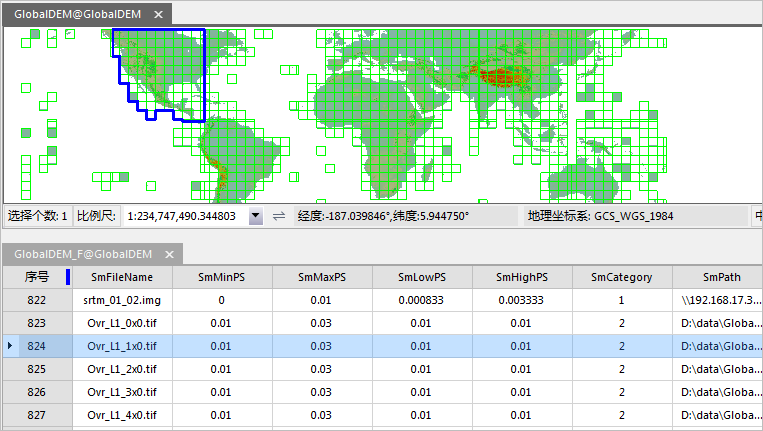 GlobalDEM@GlobalDEM
选择个数: 1 比例尺: 1:234,747,490.344803 经度:-187.039846°,纬度:5.944750° 地理坐标系: GCS_WGS_1984 中
GlobalDEM_F@GlobalDEM
序号 SmFileName SmMinPS SmMaxPS SmLowPS SmHighPS SmCategory SmPath
822 srtm_01_02.img 0 0.01 0.000833 0.003333 1 \\192.168.17.3...
823 Ovr_L1_0x0.tif 0.01 0.03 0.01 0.01 2 D:\data\Globa...
824 Ovr_L1_1x0.tif 0.01 0.03 0.01 0.01 2 D:\data\Globa...
825 Ovr_L1_2x0.tif 0.01 0.03 0.01 0.01 2 D:\data\Globa...
826 Ovr_L1_3x0.tif 0.01 0.03 0.01 0.01 2 D:\data\Globa...
827 Ovr_L1_4x0.tif 0.01 0.03 0.01 0.01 2 D:\data\Globa...